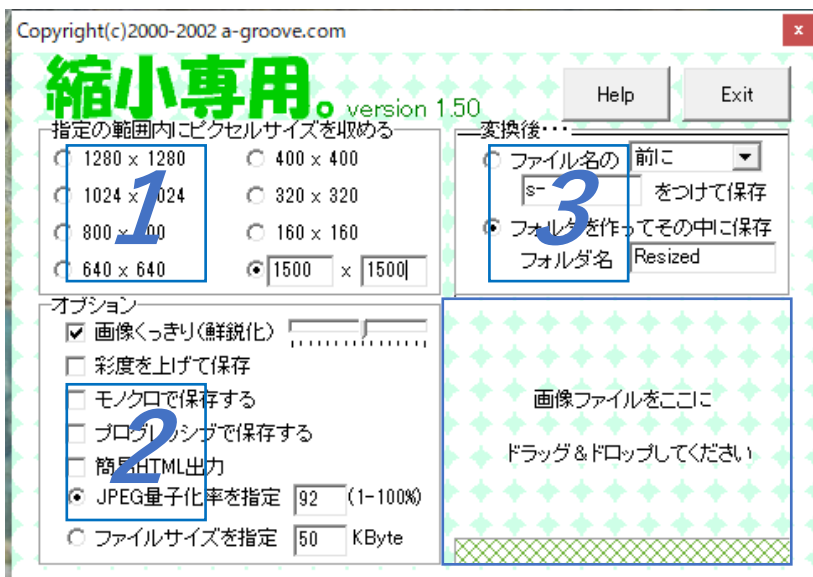 Copyright(c)2000-2002 a-groove.com
x
縮小専用。version 1.50
Help
Exit
指定の範囲内にピクセルサイズを収める
1280 x 1280
400 x 400
1024 x 1024
320 x 320
800 x 800
160 x 160
640 x 640
1500 x 1500
1
変換後・・・
ファイル名の 前に
s- をつけて保存
フォルダを作ってその中に保存
フォルダ名 Resized
3
オプション
画像くっきり(鮮鋭化)
彩度を上げて保存
モノクロで保存する
プログレッシブで保存する
簡易HTML出力
JPEG量子化率を指定 92 (1-100%)
ファイルサイズを指定 50 KByte
2
画像ファイルをここに
ドラッグ&ドロップしてください